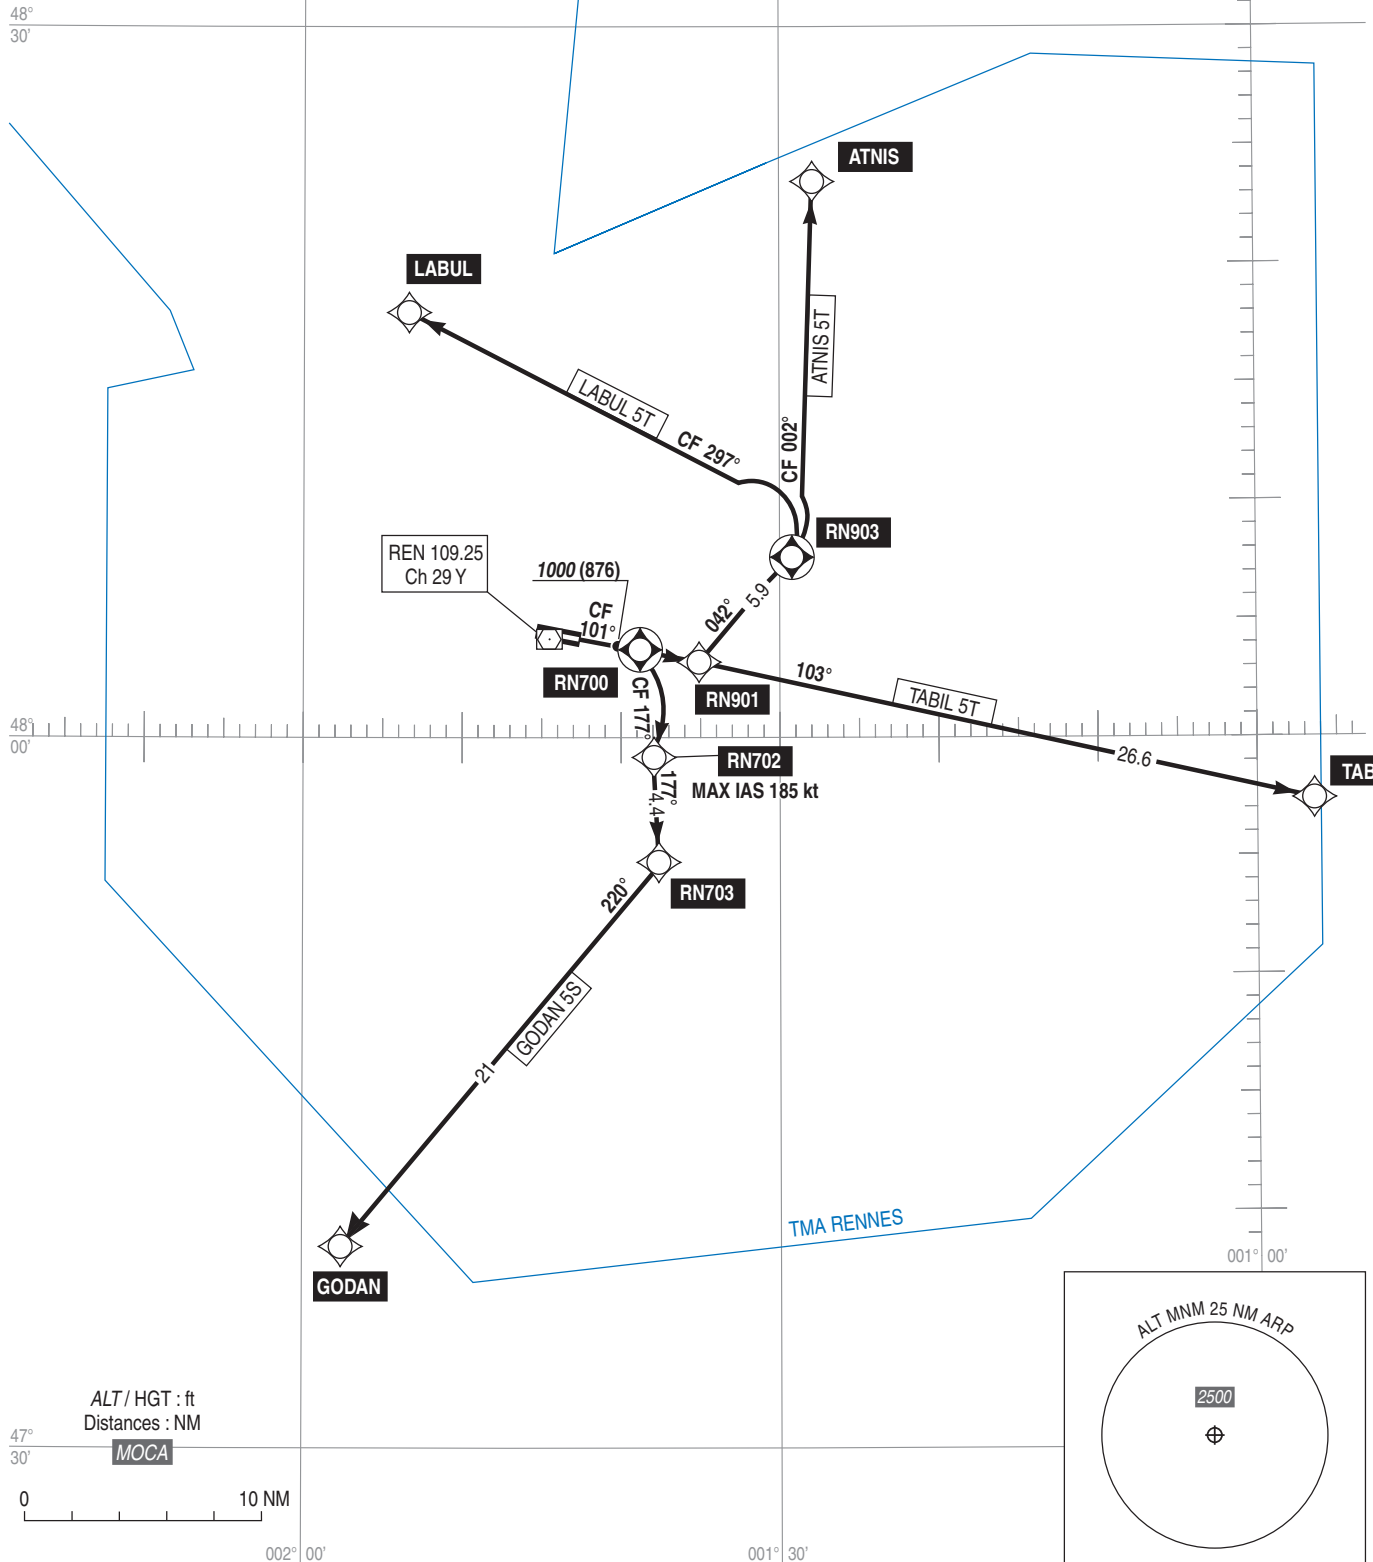 48°
30'
ATNIS
LABUL
ATNIS 5T
LABUL 5T
CF 297°
CF 002°
RN903
REN 109.25
Ch 29 Y
1000 (876)
CF
101°
5.9
042°
RN700
RN901
103°
TABIL 5T
CF 177°
48°
00'
RN702
MAX IAS 185 kt
26.6
TAB
177°
4.4
RN703
220°
GODAN 5S
21
TMA RENNES
GODAN
001° 00'
ALT MNM 25 NM ARP
2500
ALT / HGT : ft
Distances : NM
MOCA
47°
30'
0 10 NM
002° 00'
001° 30'